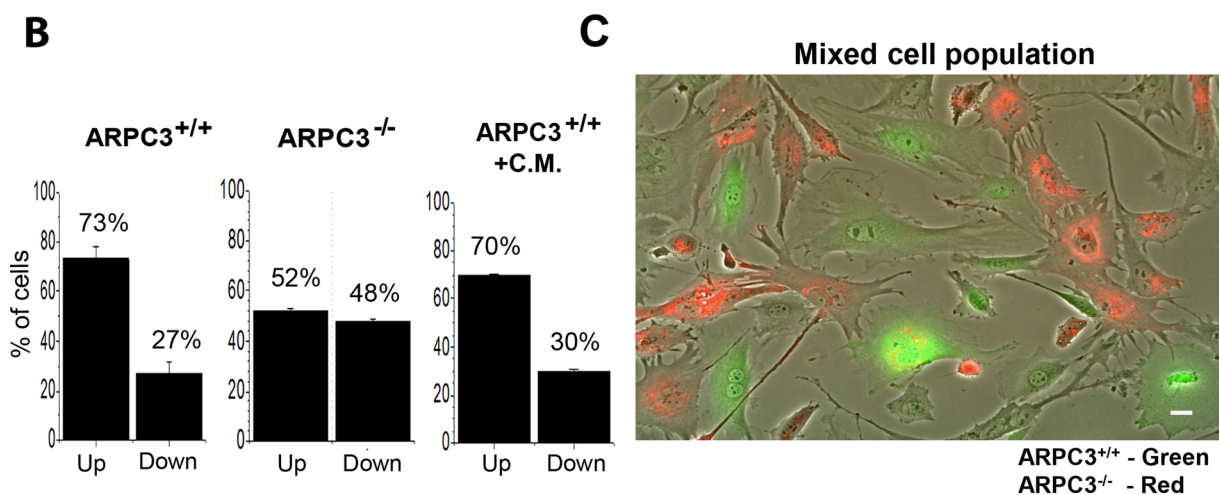 B
ARPC3+/+
ARPC3-/-
ARPC3+/+
+C.M.
% of cells
100
80
60
40
20
0
73%
27%
Up
Down
100
80
60
40
20
0
52%
48%
Up
Down
100
80
60
40
20
0
70%
30%
Up
Down
C
Mixed cell population
ARPC3+/+ - Green
ARPC3-/- - Red